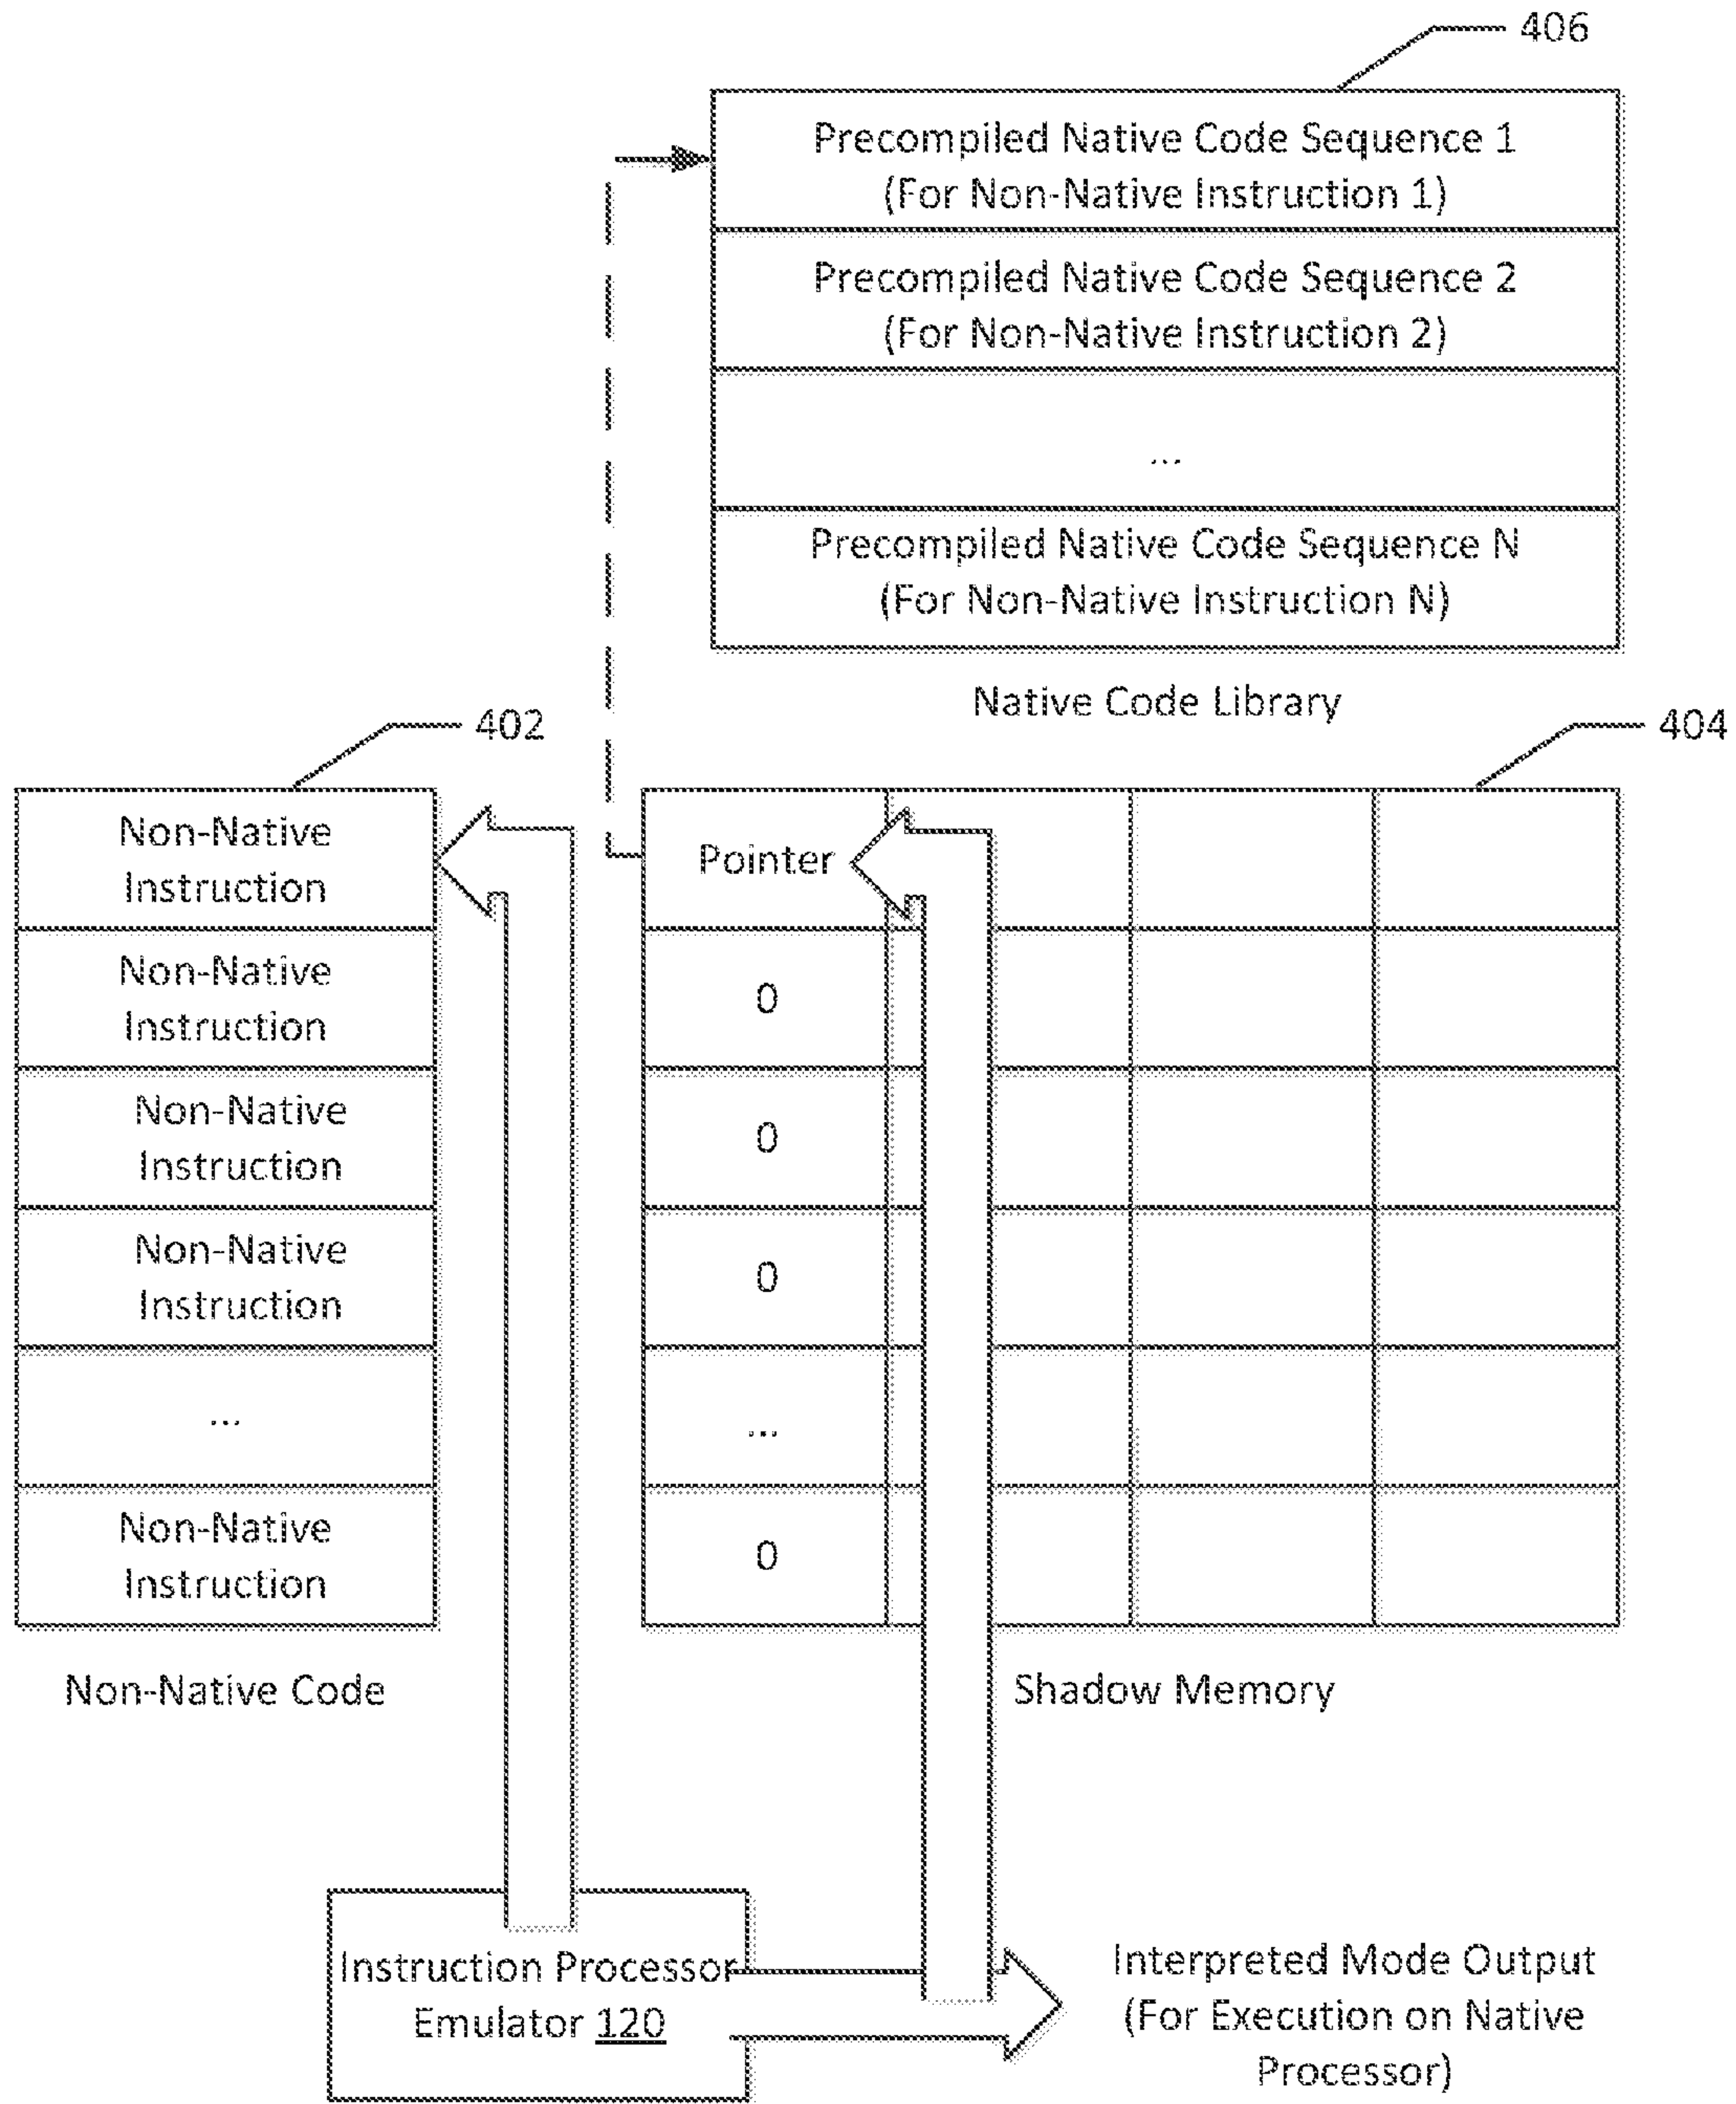 406
Precompiled Native Code Sequence 1
(For Non-Native Instruction 1)
Precompiled Native Code Sequence 2
(For Non-Native Instruction 2)
...
Precompiled Native Code Sequence N
(For Non-Native Instruction N)
Native Code Library
402
404
Non-Native
Instruction
Non-Native
Instruction
Non-Native
Instruction
Non-Native
Instruction
...
Non-Native
Instruction
Non-Native Code
Pointer
0
0
0
...
0
Shadow Memory
Instruction Processor
Emulator 120
Interpreted Mode Output
(For Execution on Native
Processor)